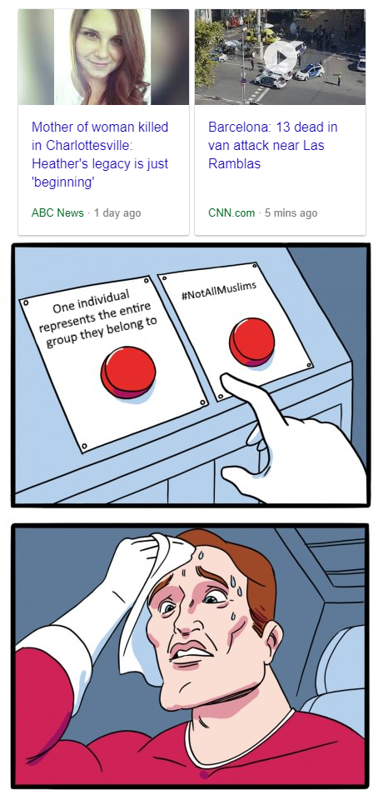 Mother of woman killed
in Charlottesville:
Heather's legacy is just
'beginning'
ABC News · 1 day ago
Barcelona: 13 dead in
van attack near Las
Ramblas
CNN.com · 5 mins ago
One individual
represents the entire
group they belong to
#NotAllMuslims